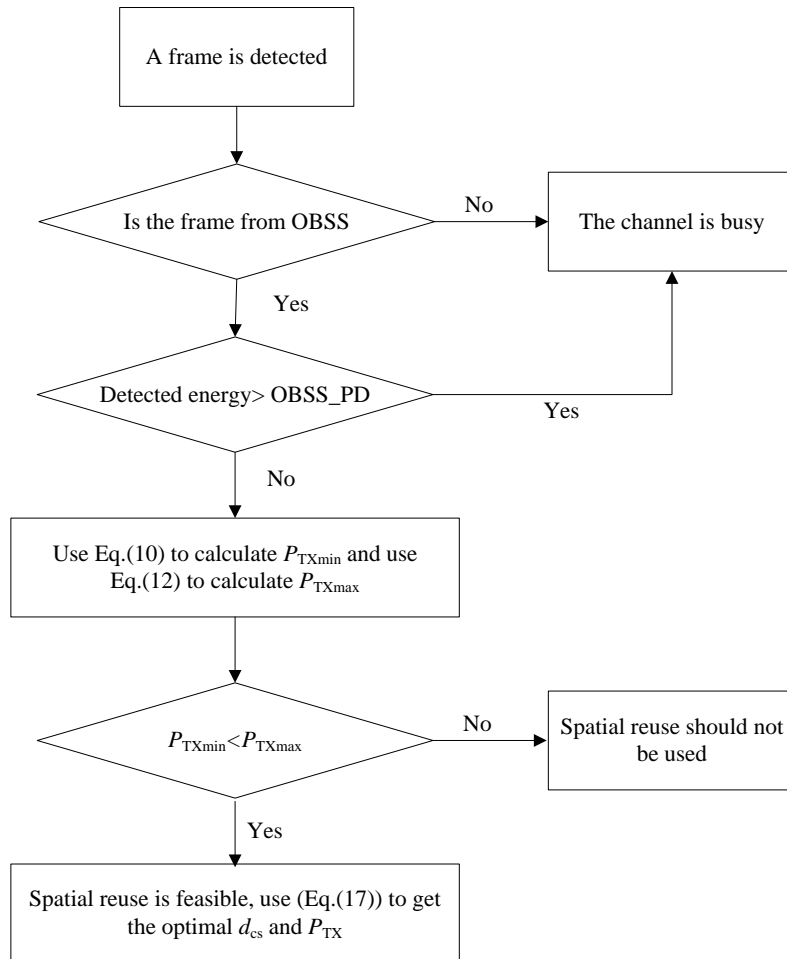 A frame is detected
Is the frame from OBSS
No
The channel is busy
Yes
Detected energy> OBSS_PD
Yes
No
Use Eq.(10) to calculate PTXmin and use
Eq.(12) to calculate PTXmax
PTXmin<PTXmax
No
Spatial reuse should not
be used
Yes
Spatial reuse is feasible, use (Eq.(17)) to get
the optimal dcs and PTX